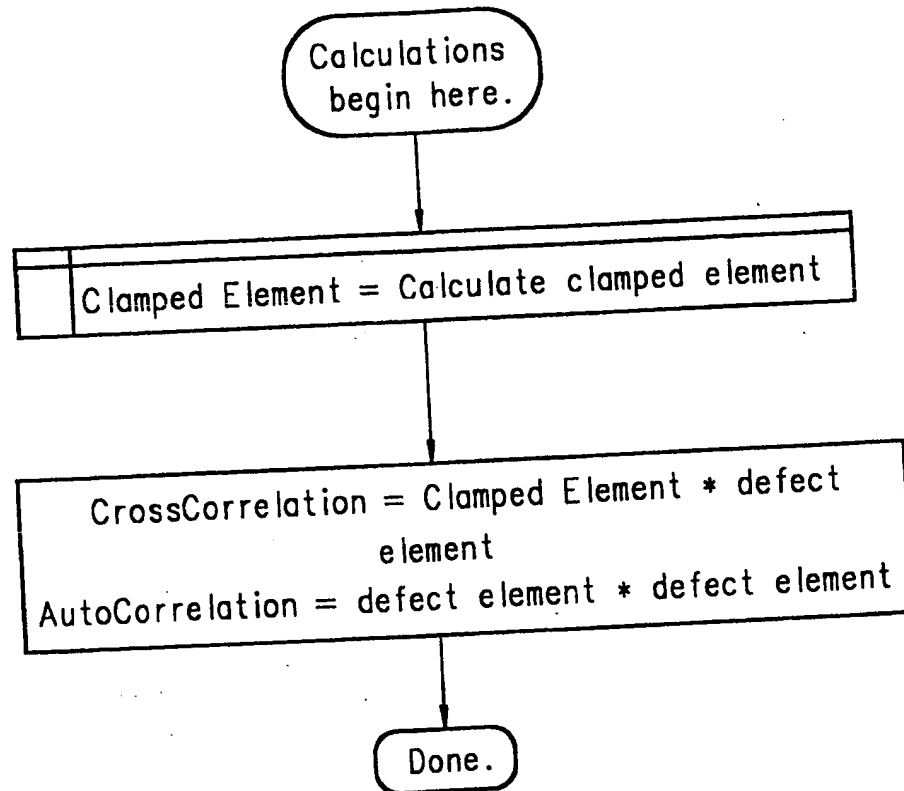 Calculations
begin here.
Clamped Element = Calculate clamped element
CrossCorrelation = Clamped Element * defect
element
AutoCorrelation = defect element * defect element
Done.